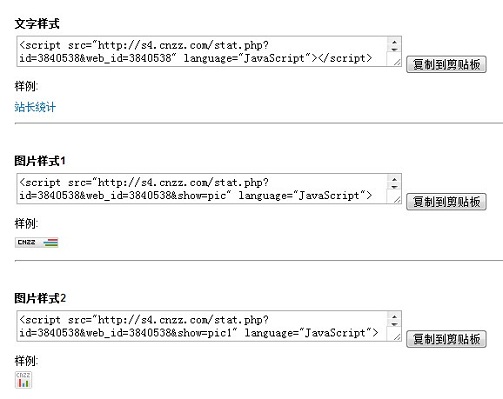 文字样式
<script src="http://s4.cnzz.com/stat.php?
id=3840538&web_id=3840538" language="JavaScript"></script>
复制到剪贴板
样例:
站长统计
图片样式1
<script src="http://s4.cnzz.com/stat.php?
id=3840538&web_id=3840538&show=pic" language="JavaScript">
复制到剪贴板
样例:
CNZZ
图片样式2
<script src="http://s4.cnzz.com/stat.php?
id=3840538&web_id=3840538&show=pic1" language="JavaScript">
复制到剪贴板
样例:
CNZZ